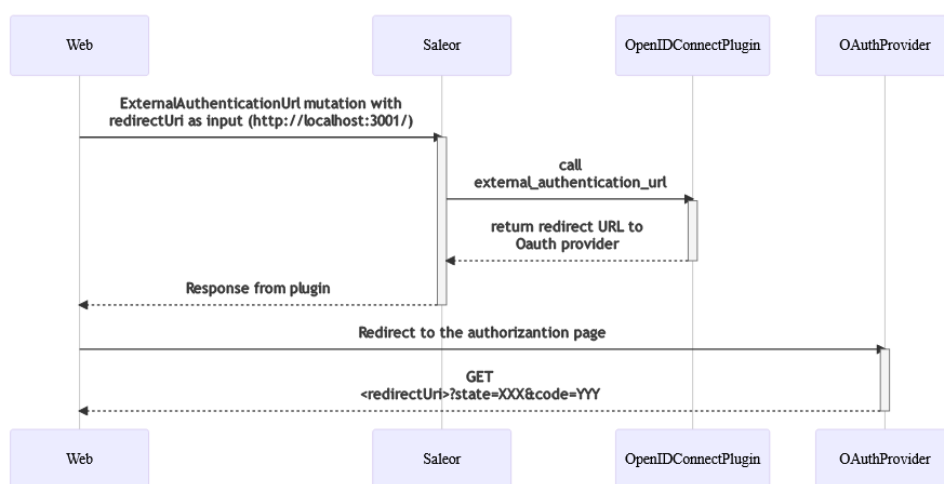 Web
Saleor
OpenIDConnectPlugin
OAuthProvider
ExternalAuthenticationUrl mutation with
redirectUri as input (http://localhost:3001/)
call
external_authentication_url
return redirect URL to
Oauth provider
Response from plugin
Redirect to the authorizantion page
GET
<redirectUri>?state=XXX&code=YYY
Web
Saleor
OpenIDConnectPlugin
OAuthProvider